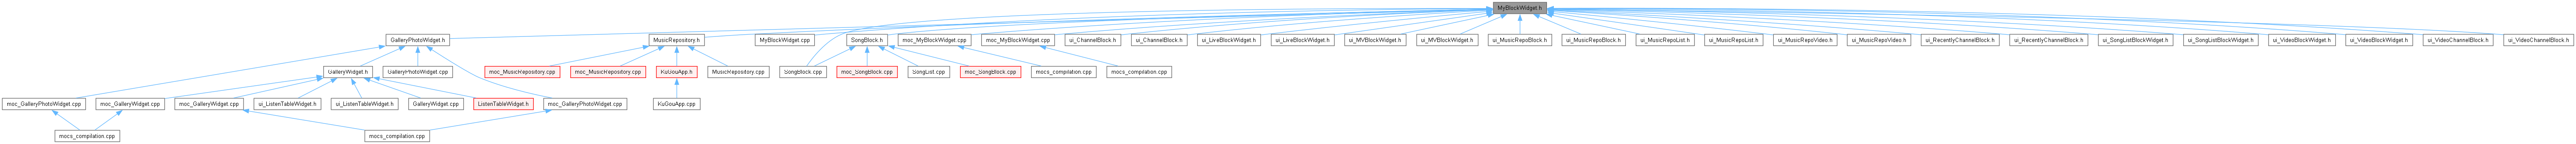 MyBlockWidget.h
GalleryPhotoWidget.h
MusicRepository.h
MyBlockWidget.cpp
SongBlock.h
moc_MyBlockWidget.cpp
moc_MyBlockWidget.cpp
ui_ChannelBlock.h
ui_ChannelBlock.h
ui_LiveBlockWidget.h
ui_LiveBlockWidget.h
ui_MVBlockWidget.h
ui_MVBlockWidget.h
ui_MusicRepoBlock.h
ui_MusicRepoBlock.h
ui_MusicRepoList.h
ui_MusicRepoList.h
ui_MusicRepoVideo.h
ui_MusicRepoVideo.h
ui_RecentlyChannelBlock.h
ui_RecentlyChannelBlock.h
ui_SongListBlockWidget.h
ui_SongListBlockWidget.h
ui_VideoBlockWidget.h
ui_VideoBlockWidget.h
ui_VideoChannelBlock.h
ui_VideoChannelBlock.h
GalleryWidget.h
GalleryPhotoWidget.cpp
moc_MusicRepository.cpp
moc_MusicRepository.cpp
KuGouApp.h
MusicRepository.cpp
SongBlock.cpp
moc_SongBlock.cpp
SongList.cpp
moc_SongBlock.cpp
mocs_compilation.cpp
mocs_compilation.cpp
moc_GalleryPhotoWidget.cpp
moc_GalleryWidget.cpp
moc_GalleryWidget.cpp
ui_ListenTableWidget.h
ui_ListenTableWidget.h
GalleryWidget.cpp
ListenTableWidget.h
moc_GalleryPhotoWidget.cpp
KuGouApp.cpp
mocs_compilation.cpp
mocs_compilation.cpp